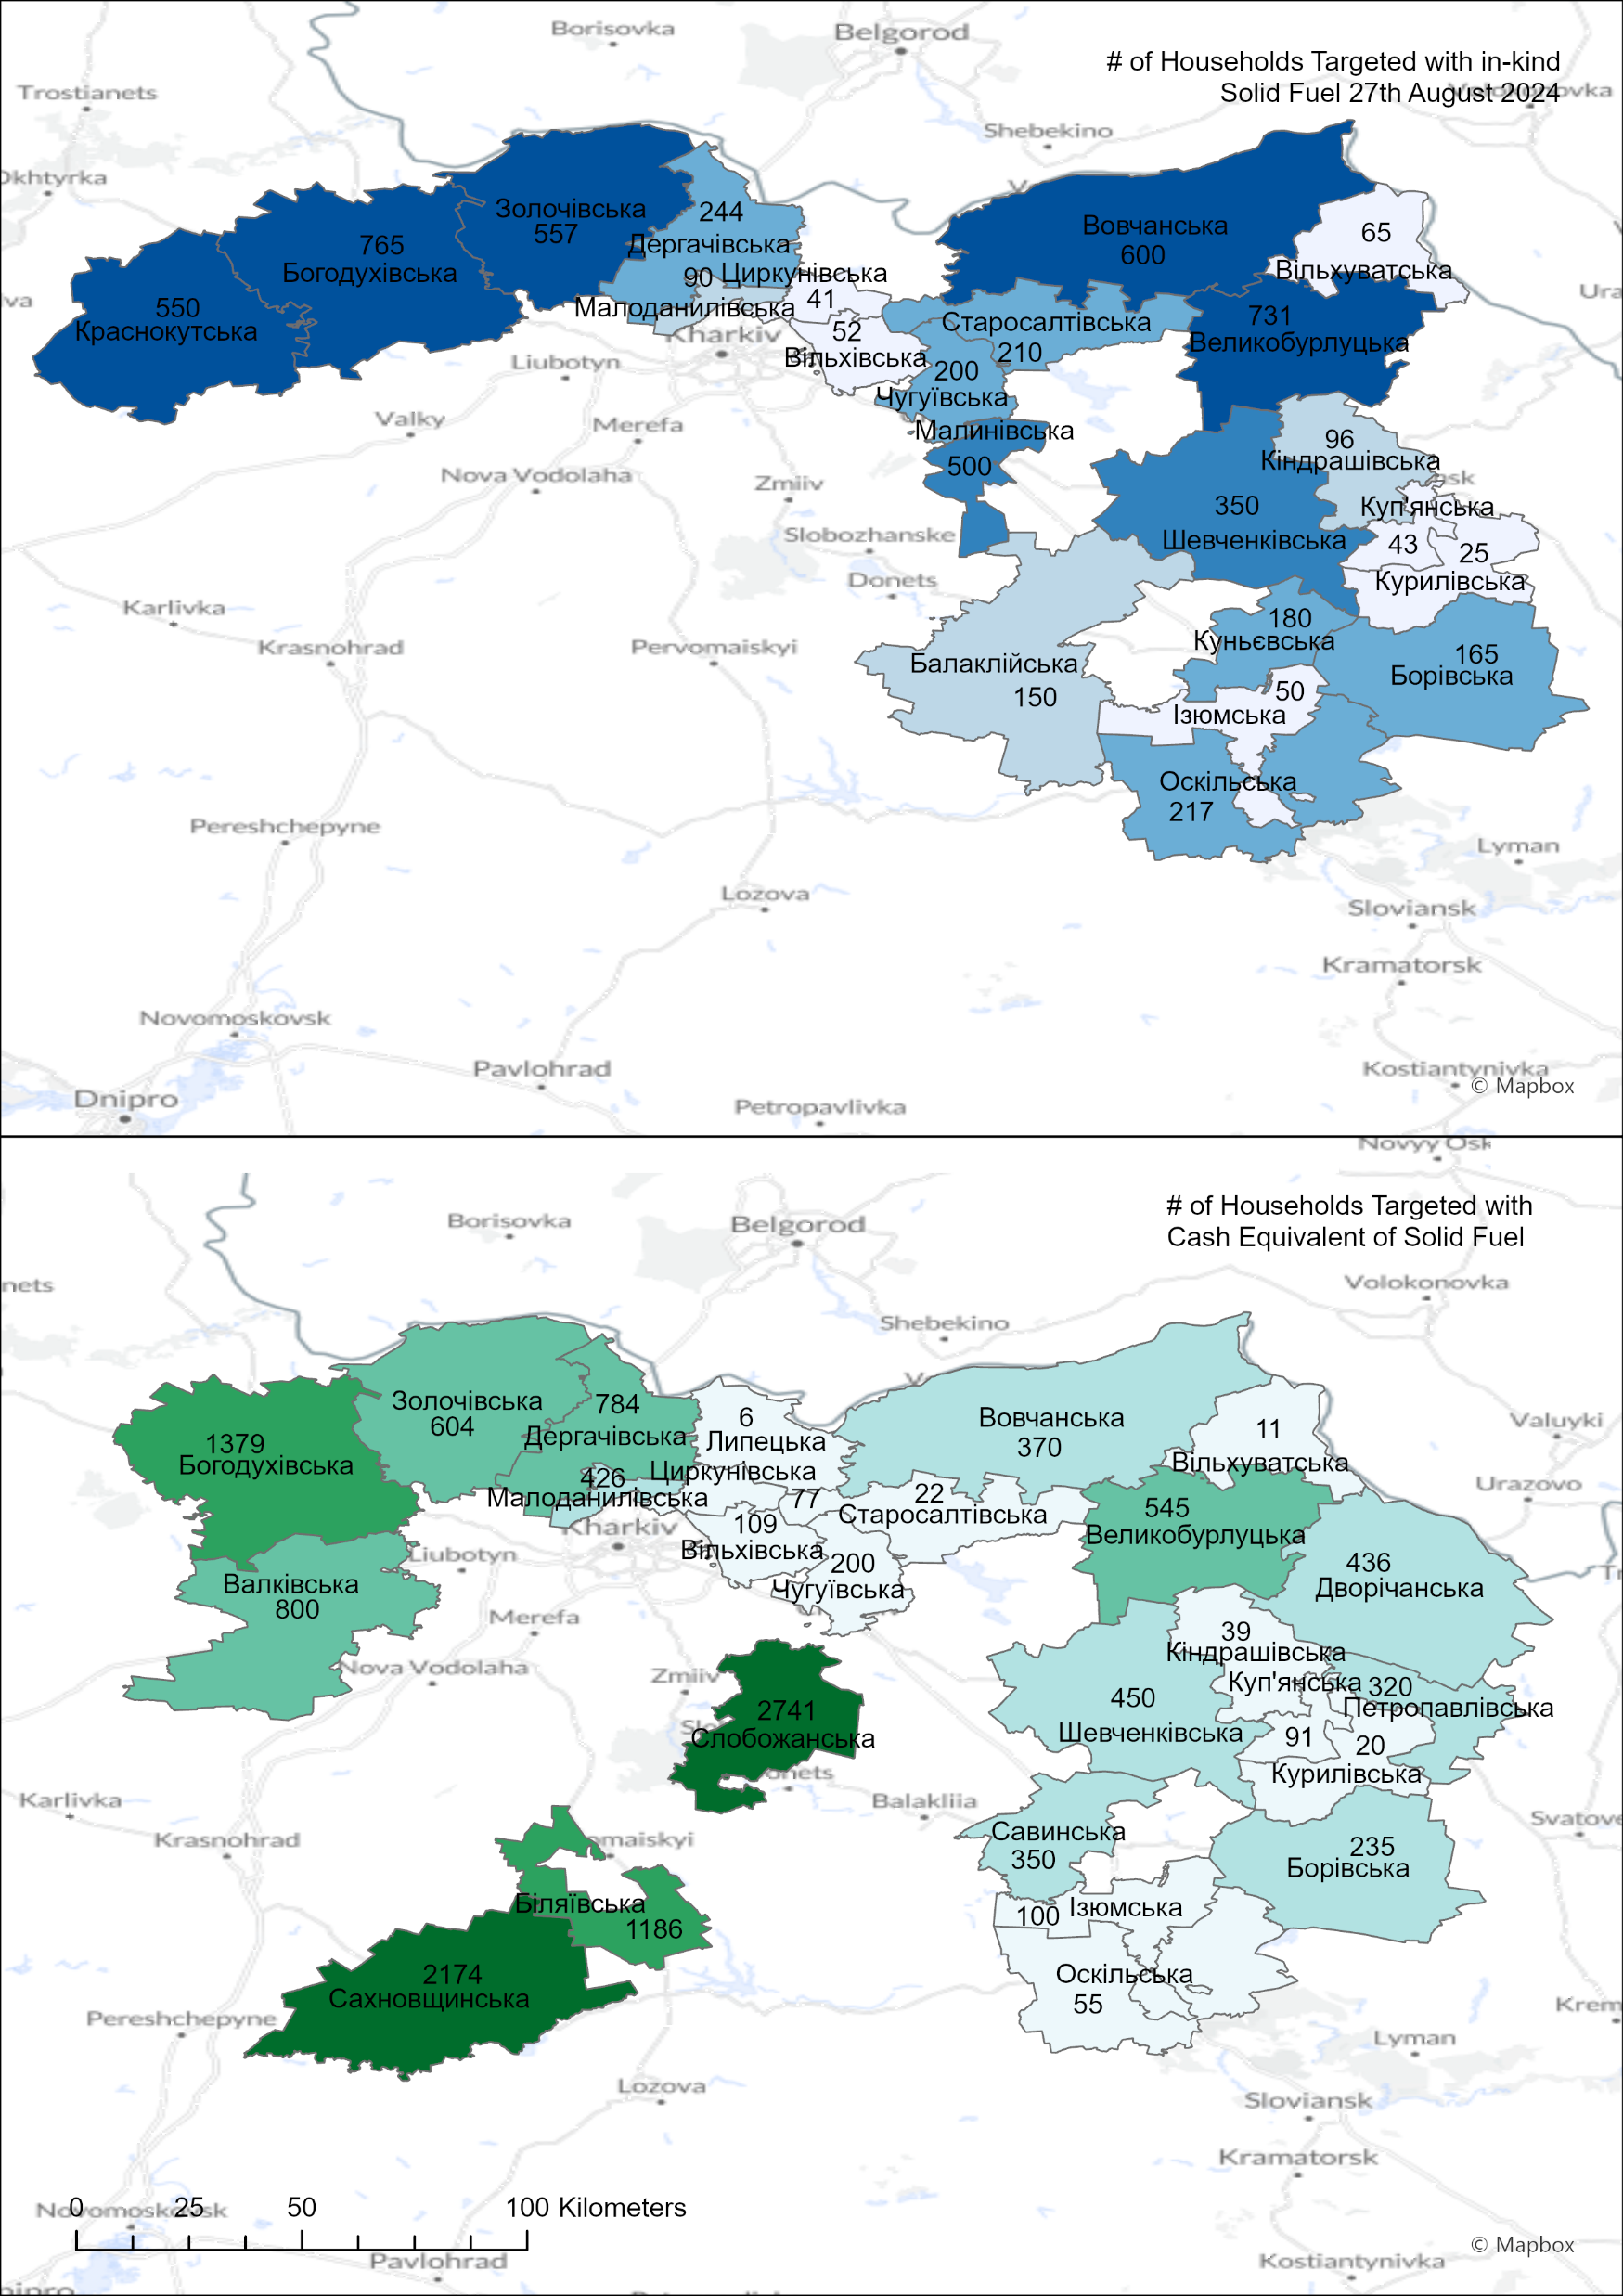 Borisovka
Belgorod
# of Households Targeted with in-kind
Solid Fuel 27th August 2024
Trostianets
Shebekino
Okhtyrka
Золочівська
557
244
Дергачівська
765
Богодухівська
90
Циркунівська
Малоданилівська
41
550
Краснокутська
52
Вільхівська
Kharkiv
Вовчанська
600
65
Вільхуватська
Старосалтівська
210
731
Великобурлуцька
200
Чугуївська
Liubotyn
Valky
Merefa
Малинівська
500
96
Кіндрашівська
Nova Vodolaha
Zmiiv
350
Шевченківська
Куп'янська
43
25
Курилівська
Slobozhanske
Donets
Karlivka
Krasnohrad
Pervomaiskyi
180
Куньєвська
Балаклійська
150
165
Борівська
50
Ізюмська
Оскільська
217
Pereshchepyne
Lyman
Lozova
Sloviansk
Kramatorsk
Novomoskovsk
Pavlohrad
Kostiantynivka
© Mapbox
Dnipro
Petropavlivka
# of Households Targeted with
Cash Equivalent of Solid Fuel
Borisovka
Belgorod
nets
Volokonovka
Shebekino
Золочівська
604
784
Дергачівська
6
Липецька
Вовчанська
370
11
Вільхуватська
Valuyki
1379
Богодухівська
426
Малоданилівська
Циркунівська
77
22
Старосалтівська
Urazovo
545
Великобурлуцька
Kharkiv
109
Вільхівська
200
Чугуївська
Liubotyn
436
Дворічанська
Валківська
800
Merefa
39
Кіндрашівська
Nova Vodolaha
Zmiiv
Куп'янська
320
Петропавлівська
2741
Слобожанська
450
Шевченківська
91
20
Курилівська
Karlivka
Balakliia
Krasnohrad
Савинська
350
235
Борівська
Біляївська
1186
100
Ізюмська
2174
Сахновщинська
Оскільська
55
Pereshchepyne
Lyman
Lozova
Sloviansk
Kramatorsk
Novomoskovsk
0 25 50 100 Kilometers
© Mapbox
Pavlohrad
Kostiantynivka